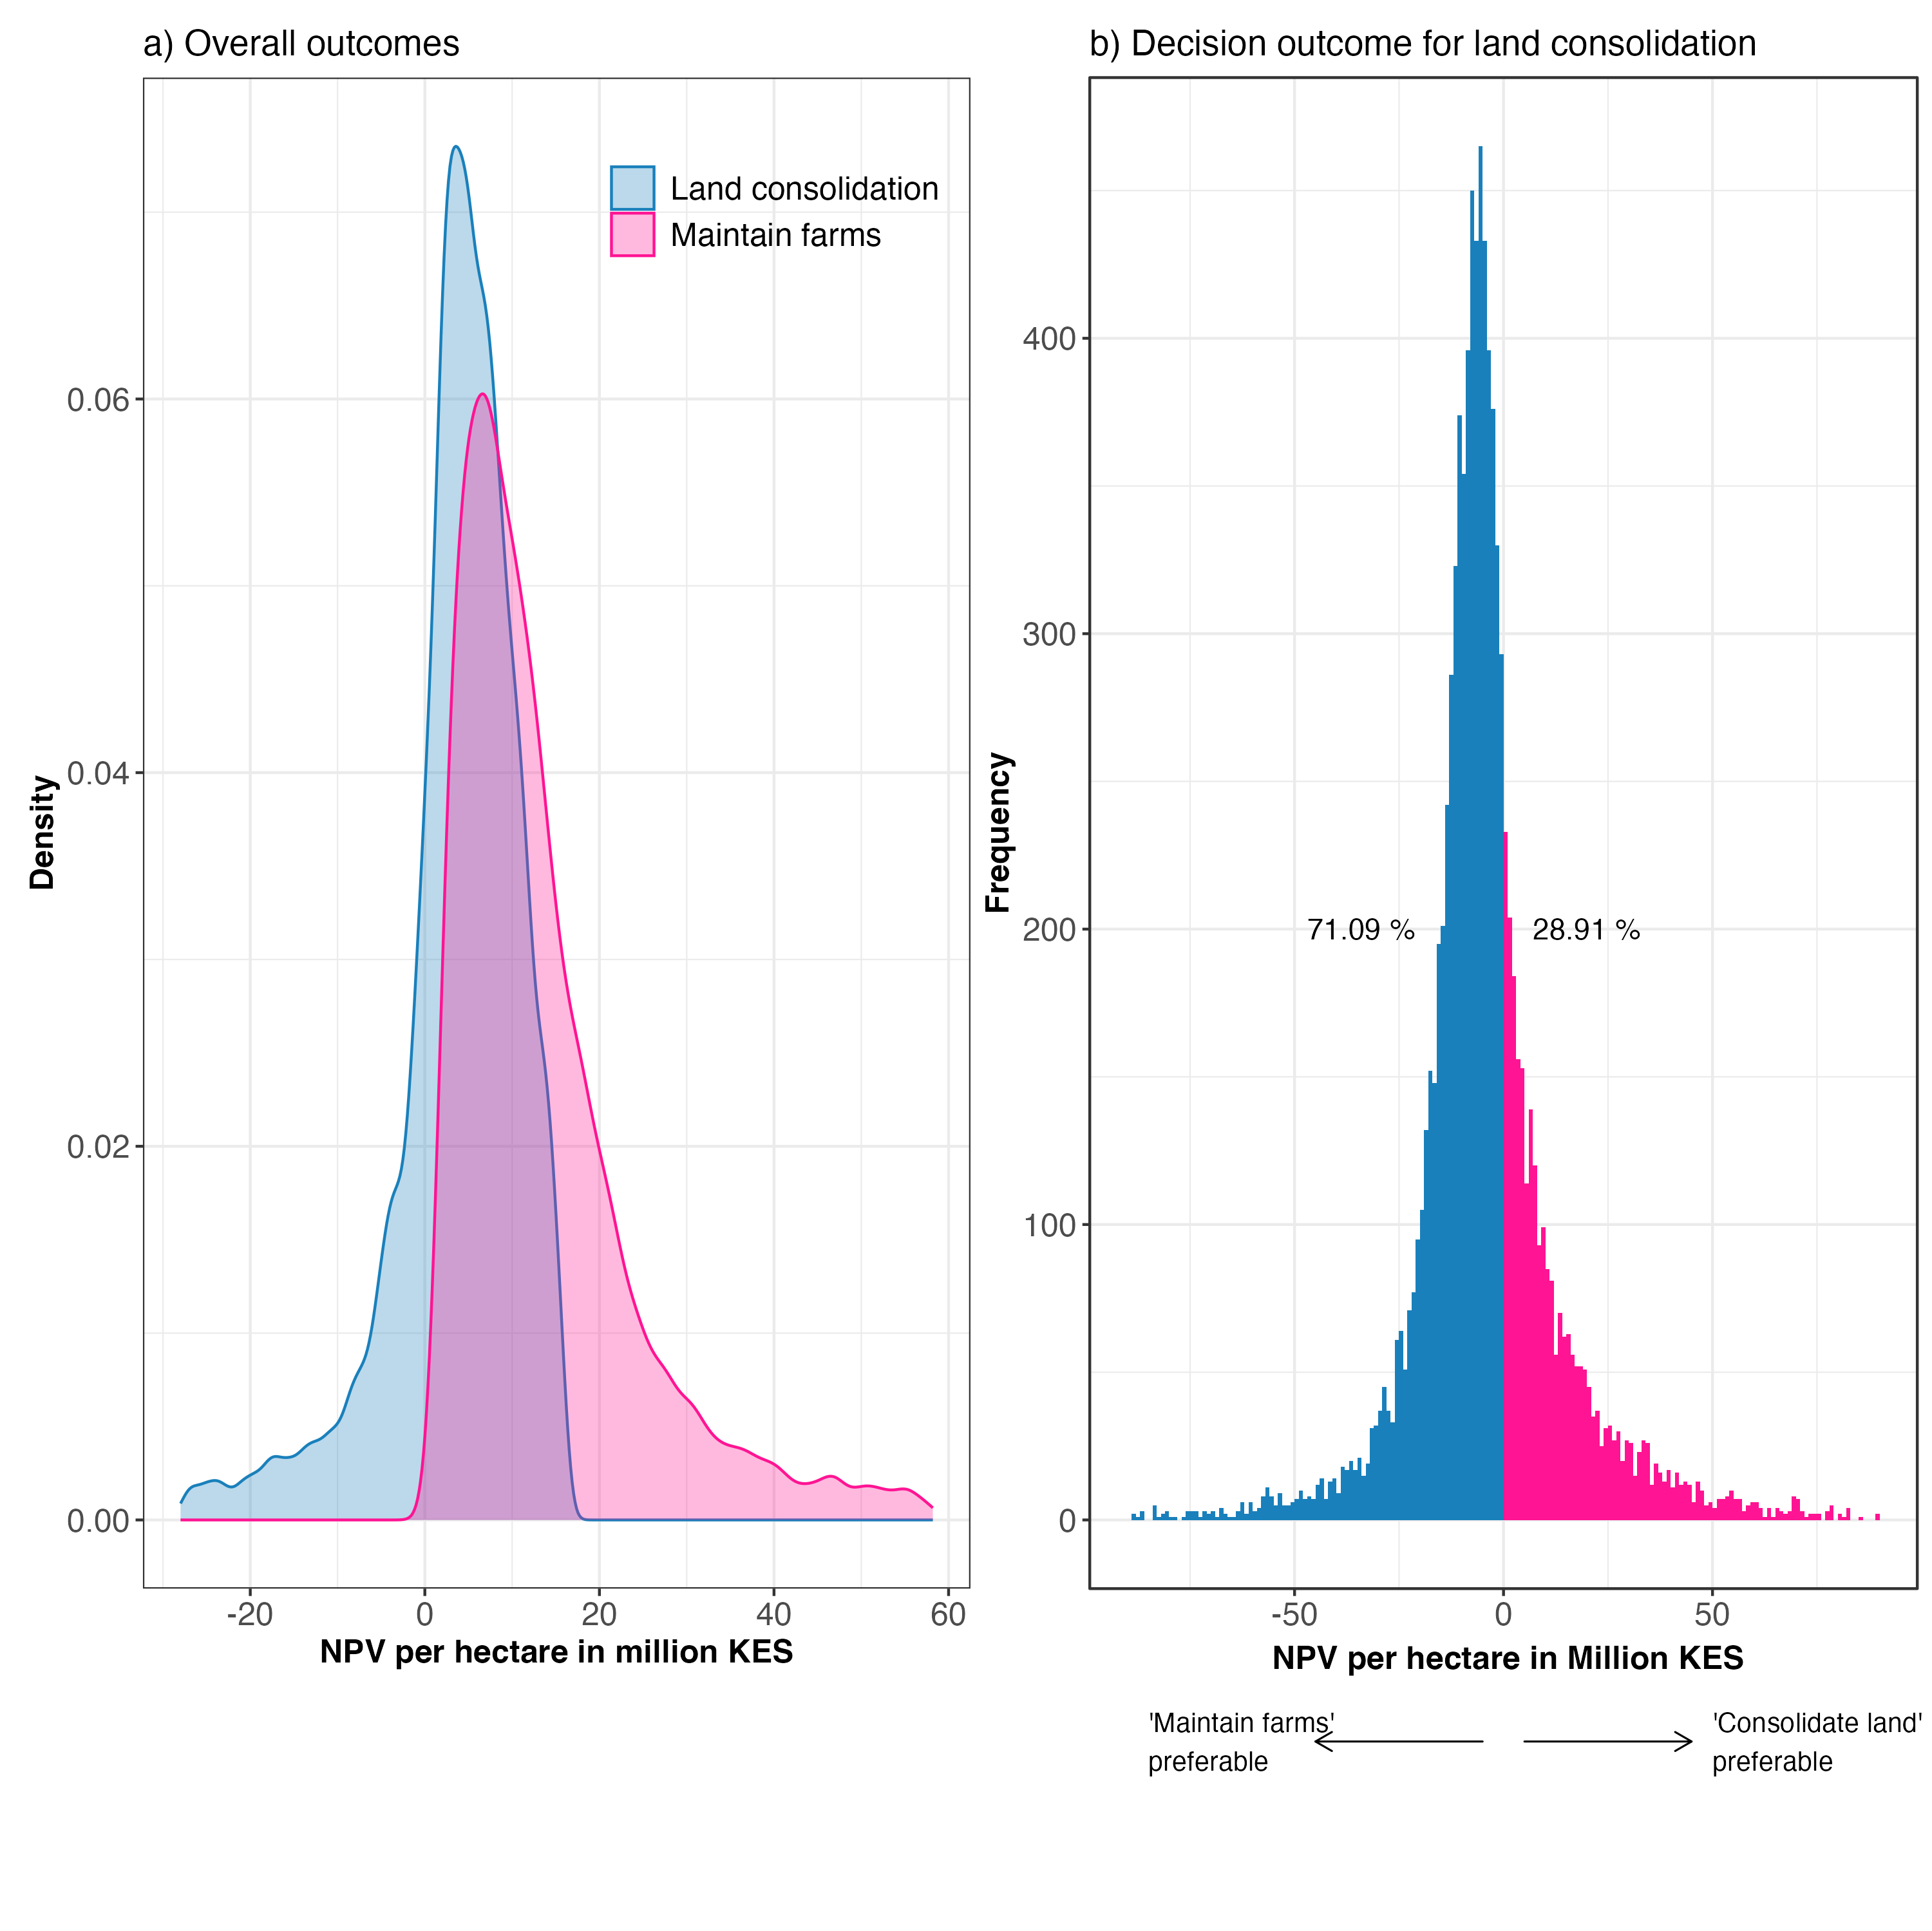 a) Overall outcomes
Land consolidation
Maintain farms
0.06
0.04
0.02
0.00
Density
-20 0 20 40 60
NPV per hectare in million KES
b) Decision outcome for land consolidation
400
300
200
100
0
Frequency
71.09 % 28.91 %
-50 0 50
NPV per hectare in Million KES
'Maintain farms'
preferable
'Consolidate land'
preferable